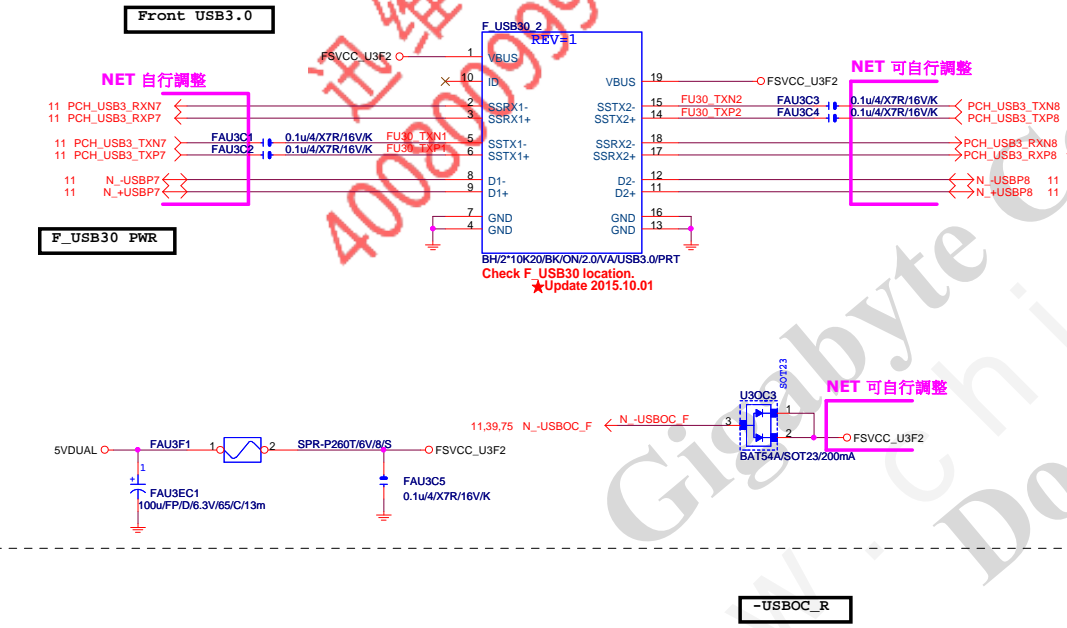 Front USB3.0
F_USB30_2
REV=1
FSVCC_U3F2
1
VBUS
10
ID
NET 自行調整
11 PCH_USB3_RXN7
2
SSRX1-
11 PCH_USB3_RXP7
3
SSRX1+
11 PCH_USB3_TXN7
FAU3C1
0.1u/4/X7R/16V/K
FU30_TXN1
5
SSTX1-
11 PCH_USB3_TXP7
FAU3C2
0.1u/4/X7R/16V/K
FU30_TXP1
6
SSTX1+
11 N_-USBP7
8
D1-
11 N_+USBP7
9
D1+
7
GND
4
GND
VBUS
19
FSVCC_U3F2
NET 可自行調整
SSTX2-
15
FU30_TXN2
FAU3C3
0.1u/4/X7R/16V/K
PCH_USB3_TXN8
SSTX2+
14
FU30_TXP2
FAU3C4
0.1u/4/X7R/16V/K
PCH_USB3_TXP8
SSRX2-
18
PCH_USB3_RXN8
SSRX2+
17
PCH_USB3_RXP8
D2-
12
N_-USBP8 11
D2+
11
N_+USBP8 11
GND
16
GND
13
BH/2*10K20/BK/ON/2.0/VA/USB3.0/PRT
Check F_USB30 location.
★Update 2015.10.01
F_USB30 PWR
5VDUAL
FAU3F1
1
2
SPR-P260T/6V/8/S
FSVCC_U3F2
1
+
FAU3EC1
100u/FP/D/6.3V/65/C/13m
FAU3C5
0.1u/4/X7R/16V/K
11,39,75 N_-USBOC_F
N_-USBOC_F
3
U3OC3
SOT23
1
2
BAT54A/SOT23/200mA
NET 可自行調整
FSVCC_U3F2
-USBOC_R
Gigabyte